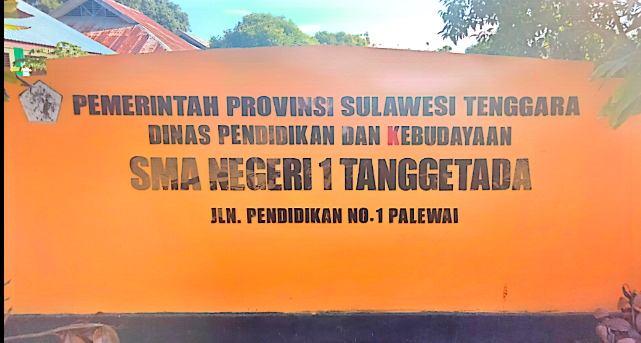 PEMERINTAH PROVINSI SULAWESI TENGGARA
DINAS PENDIDIKAN DAN KEBUDAYAAN
SMA NEGERI 1 TANGGETADA
JLN. PENDIDIKAN NO.1 PALEWAI